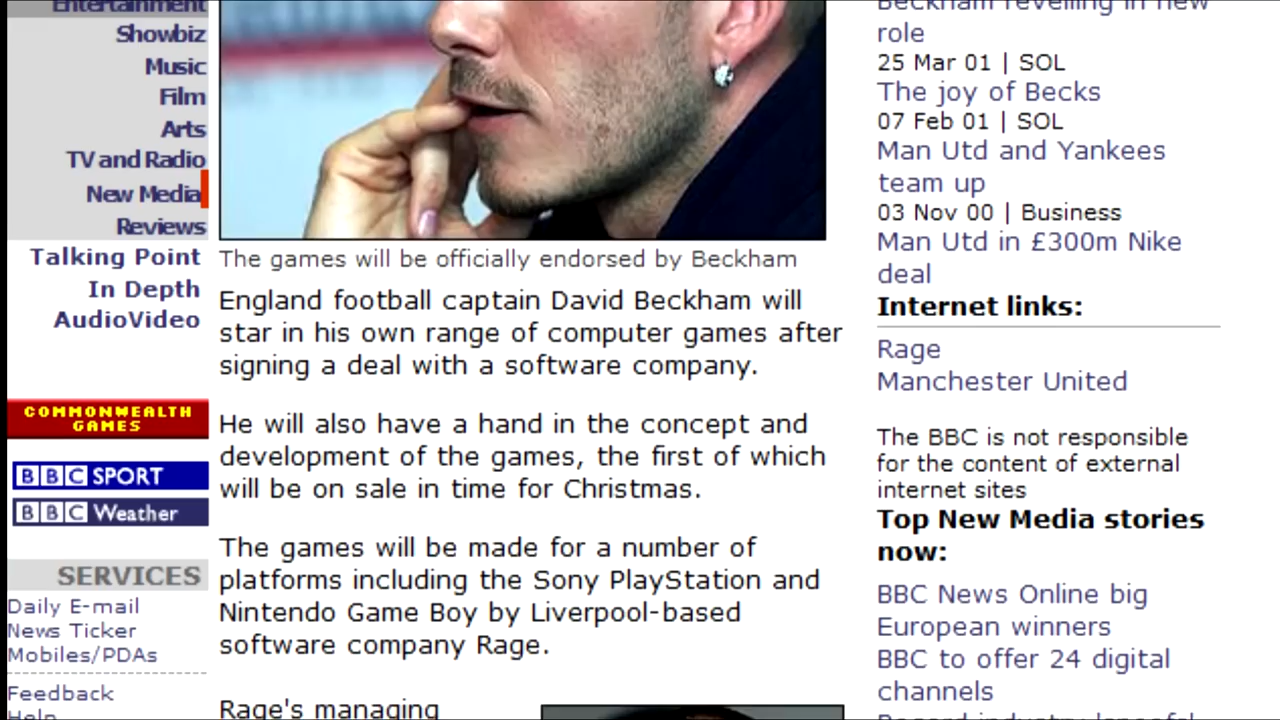 Entertainment
Showbiz
Music
Film
Arts
TV and Radio
New Media
Reviews
Talking Point
In Depth
AudioVideo
COMMONWEALTH
GAMES
BBC SPORT
BBC Weather
SERVICES
Daily E-mail
News Ticker
Mobiles/PDAs
Feedback
Help
The games will be officially endorsed by Beckham
England football captain David Beckham will
star in his own range of computer games after
signing a deal with a software company.
He will also have a hand in the concept and
development of the games, the first of which
will be on sale in time for Christmas.
The games will be made for a number of
platforms including the Sony PlayStation and
Nintendo Game Boy by Liverpool-based
software company Rage.
Rage's managing
Beckham revelling in new
role
25 Mar 01 | SOL
The joy of Becks
07 Feb 01 | SOL
Man Utd and Yankees
team up
03 Nov 00 | Business
Man Utd in £300m Nike
deal
Internet links:
Rage
Manchester United
The BBC is not responsible
for the content of external
internet sites
Top New Media stories
now:
BBC News Online big
European winners
BBC to offer 24 digital
channels
Record industry